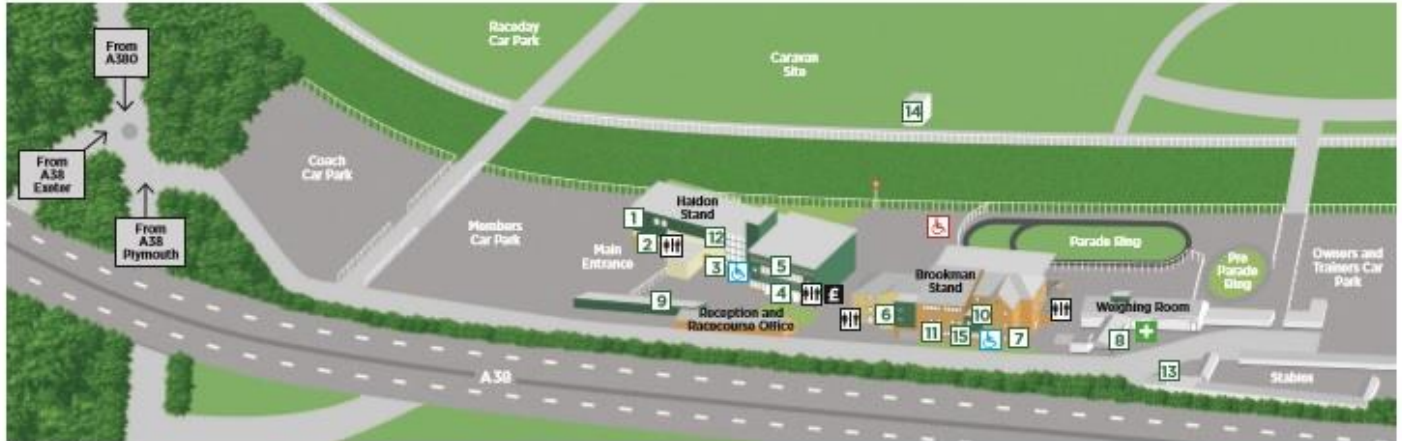 From
A380
Raceday
Car Park
Caravan
Site
14
From
A38
Exeter
Coach
Car Park
From
A38
Plymouth
Members
Car Park
Main
Entrance
Haldon
Stand
1
2
12
3
5
4
£
9
Reception and
Racecourse Office
Parade Ring
Pre
Parade
Ring
Owners and
Trainers Car
Park
Brookman
Stand
6
11
15
10
7
Weighing Room
8
13
Stables
A38